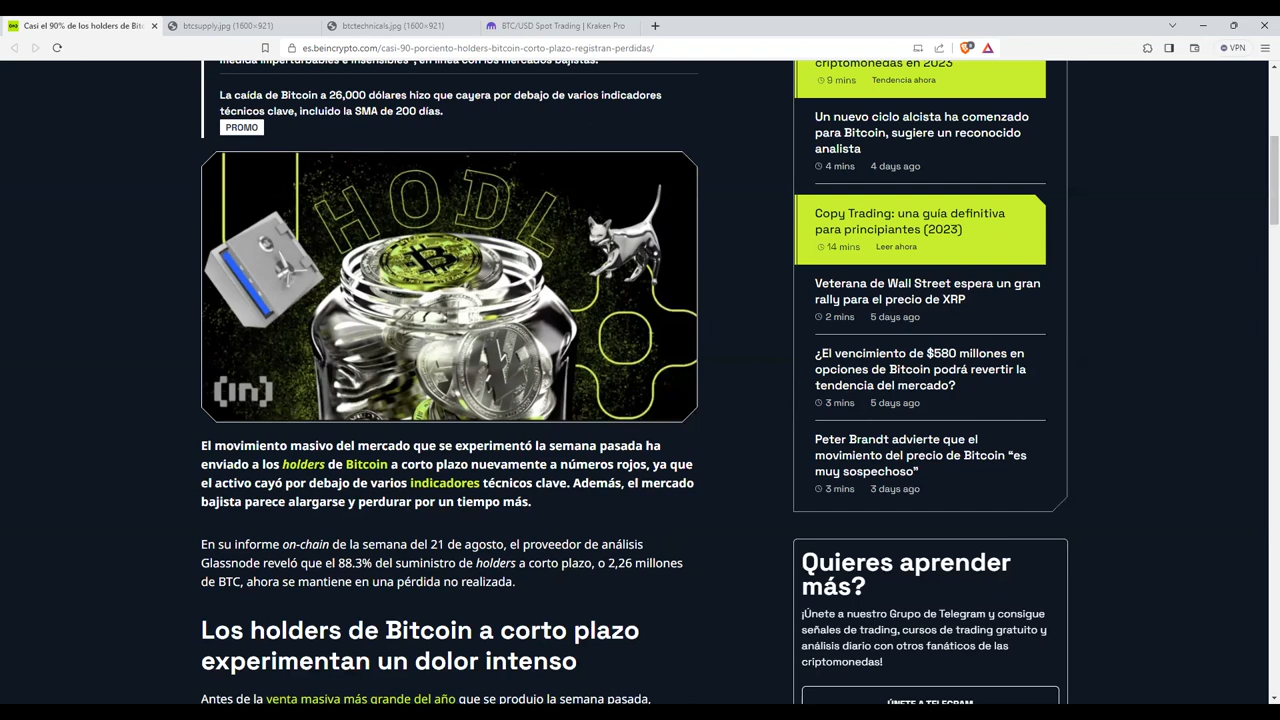 Casi el 90% de los holders de Bitc
btcsupply.jpg (1600×921)
btctechnicals.jpg (1600×921)
BTC/USD Spot Trading | Kraken Pro
es.beincrypto.com/casi-90-porciento-holders-bitcoin-corto-plazo-registran-perdidas/
VPN
medida imperturbables e insensibles", en línea con los mercados bajistas.
La caída de Bitcoin a 26,000 dólares hizo que cayera por debajo de varios indicadores
técnicos clave, incluido la SMA de 200 días.
PROMO
HODL
[in]
El movimiento masivo del mercado que se experimentó la semana pasada ha
enviado a los holders de Bitcoin a corto plazo nuevamente a números rojos, ya que
el activo cayó por debajo de varios indicadores técnicos clave. Además, el mercado
bajista parece alargarse y perdurar por un tiempo más.
En su informe on-chain de la semana del 21 de agosto, el proveedor de análisis
Glassnode reveló que el 88.3% del suministro de holders a corto plazo, o 2,26 millones
de BTC, ahora se mantiene en una pérdida no realizada.
Los holders de Bitcoin a corto plazo
experimentan un dolor intenso
Antes de la venta masiva más grande del año que se produjo la semana pasada,
criptomonedas en 2023
9 mins Tendencia ahora
Un nuevo ciclo alcista ha comenzado
para Bitcoin, sugiere un reconocido
analista
4 mins 4 days ago
Copy Trading: una guía definitiva
para principiantes (2023)
14 mins Leer ahora
Veterana de Wall Street espera un gran
rally para el precio de XRP
2 mins 5 days ago
¿El vencimiento de $580 millones en
opciones de Bitcoin podrá revertir la
tendencia del mercado?
3 mins 5 days ago
Peter Brandt advierte que el
movimiento del precio de Bitcoin “es
muy sospechoso”
3 mins 3 days ago
Quieres aprender
más?
¡Únete a nuestro Grupo de Telegram y consigue
señales de trading, cursos de trading gratuito y
análisis diario con otros fanáticos de las
criptomonedas!
ÚNETE A TELEGRAM